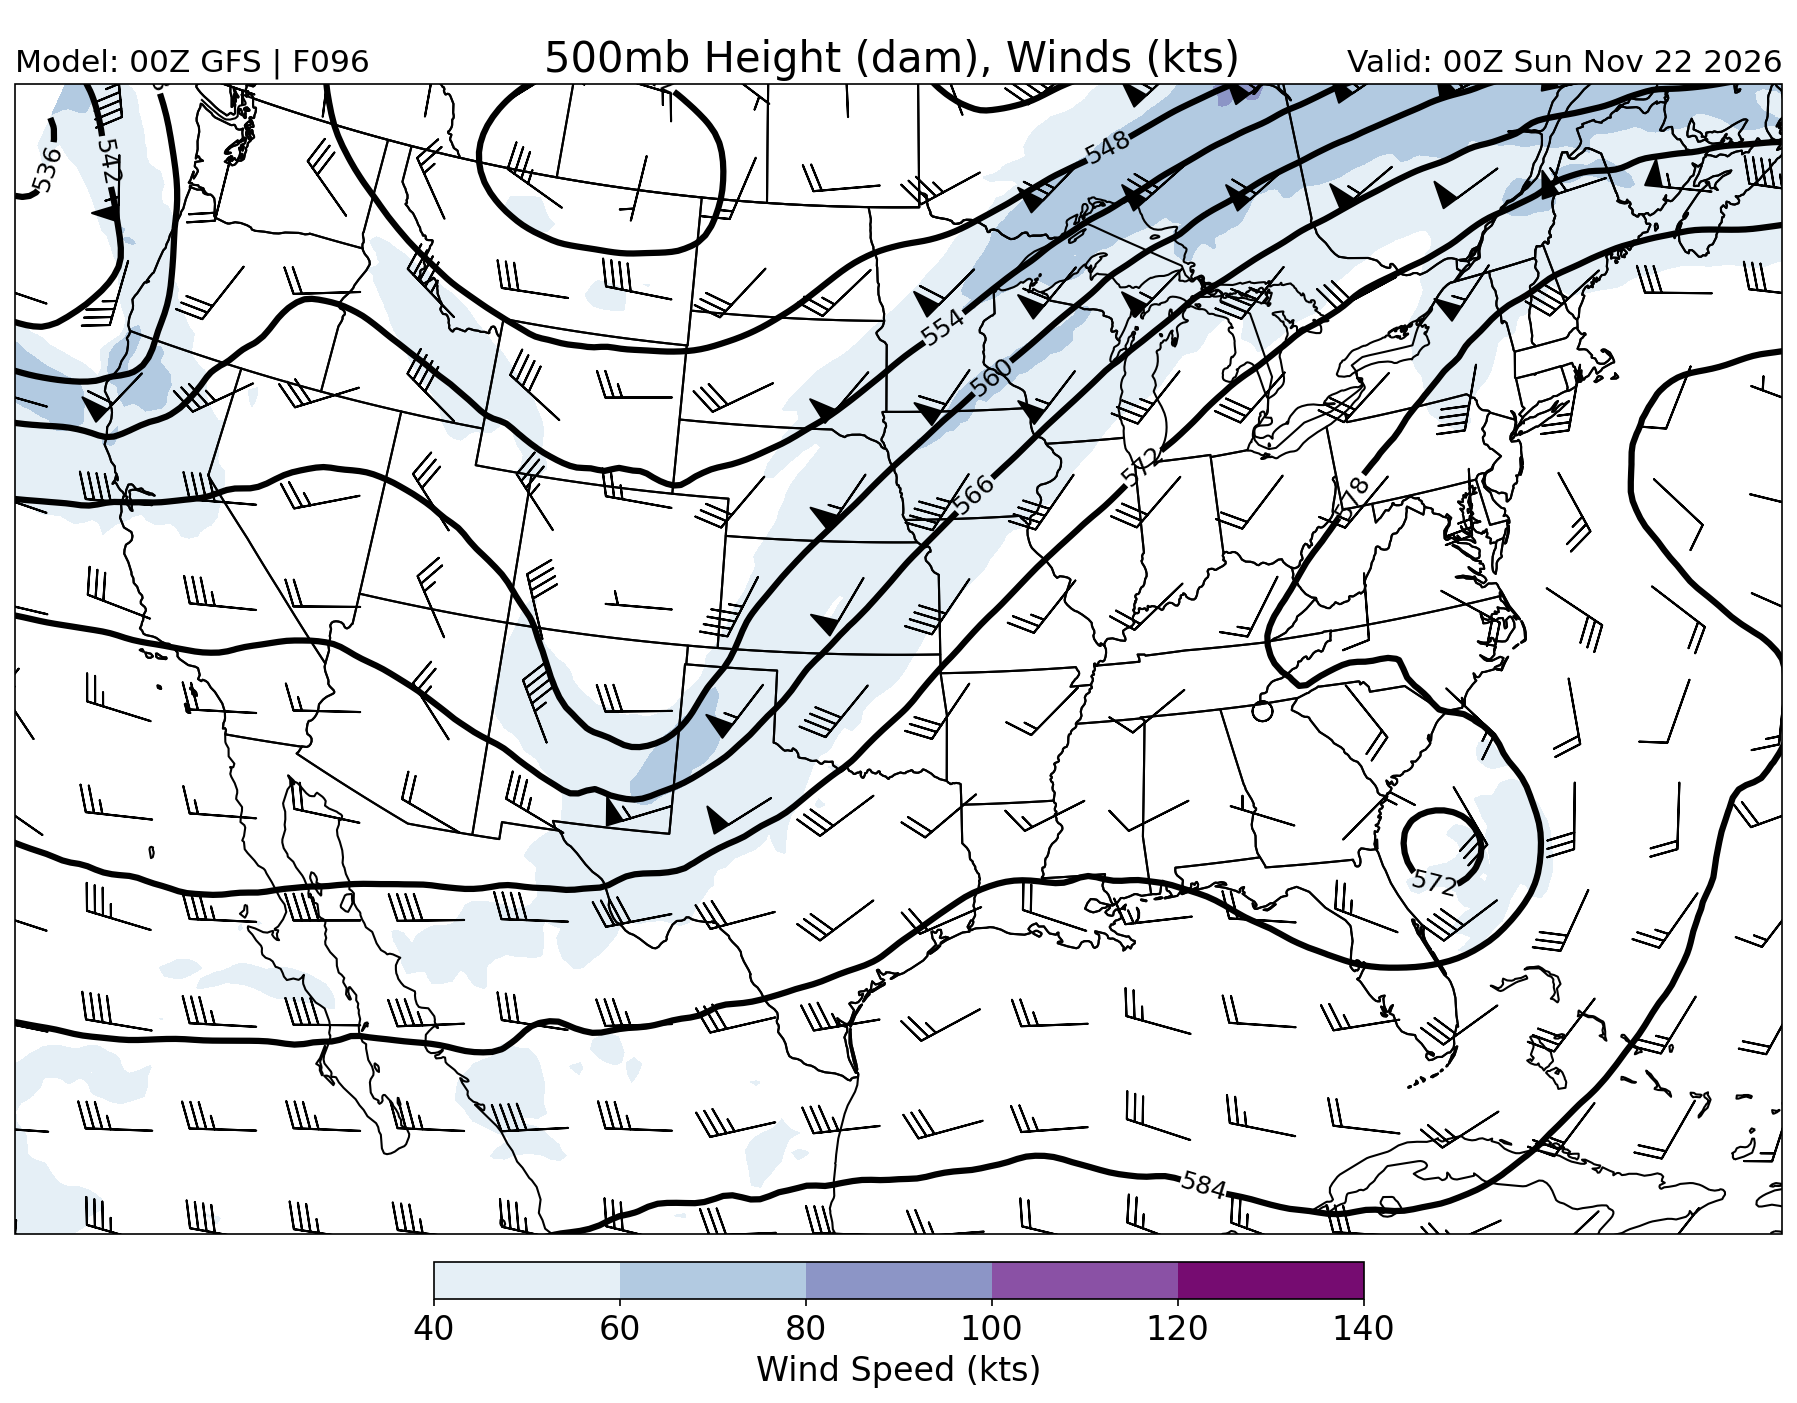 Model: 00Z GFS | F096
500mb Height (dam), Winds (kts)
Valid: 00Z Sun Nov 22 2026
536
542
548
554
560
566
572
578
572
584
40 60 80 100 120 140
Wind Speed (kts)